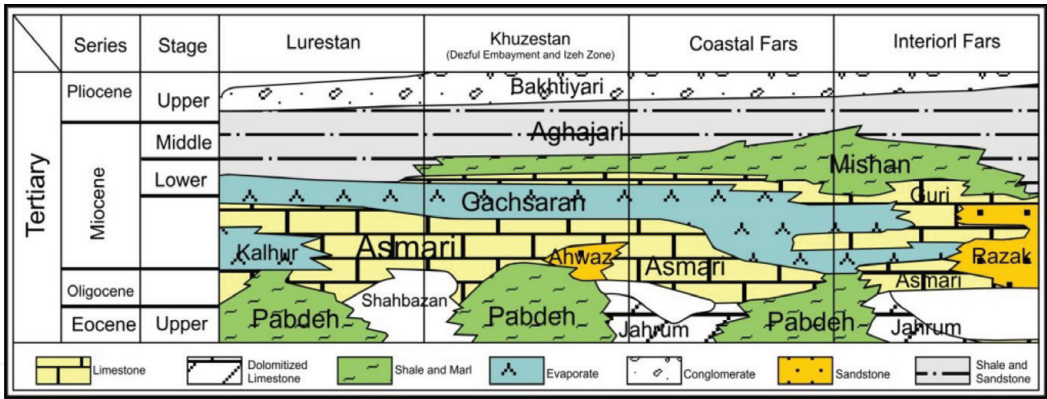 Series
Stage
Lurestan
Khuzestan
(Dezful Embayment and Izeh Zone)
Coastal Fars
Interiorl Fars
Tertiary
Pliocene
Upper
Bakhtiyari
Aghajari
Miocene
Middle
Mishan
Lower
Guri
Gachsaran
Kalhur
Asmari
Ahwaz
Asmari
Razak
Asmari
Oligocene
Shahbazan
Eocene
Upper
Pabdeh
Pabdeh
Jahrum
Pabdeh
Jahrum
Limestone
Dolomitized
Limestone
Shale and Marl
Evaporate
Conglomerate
Sandstone
Shale and
Sandstone